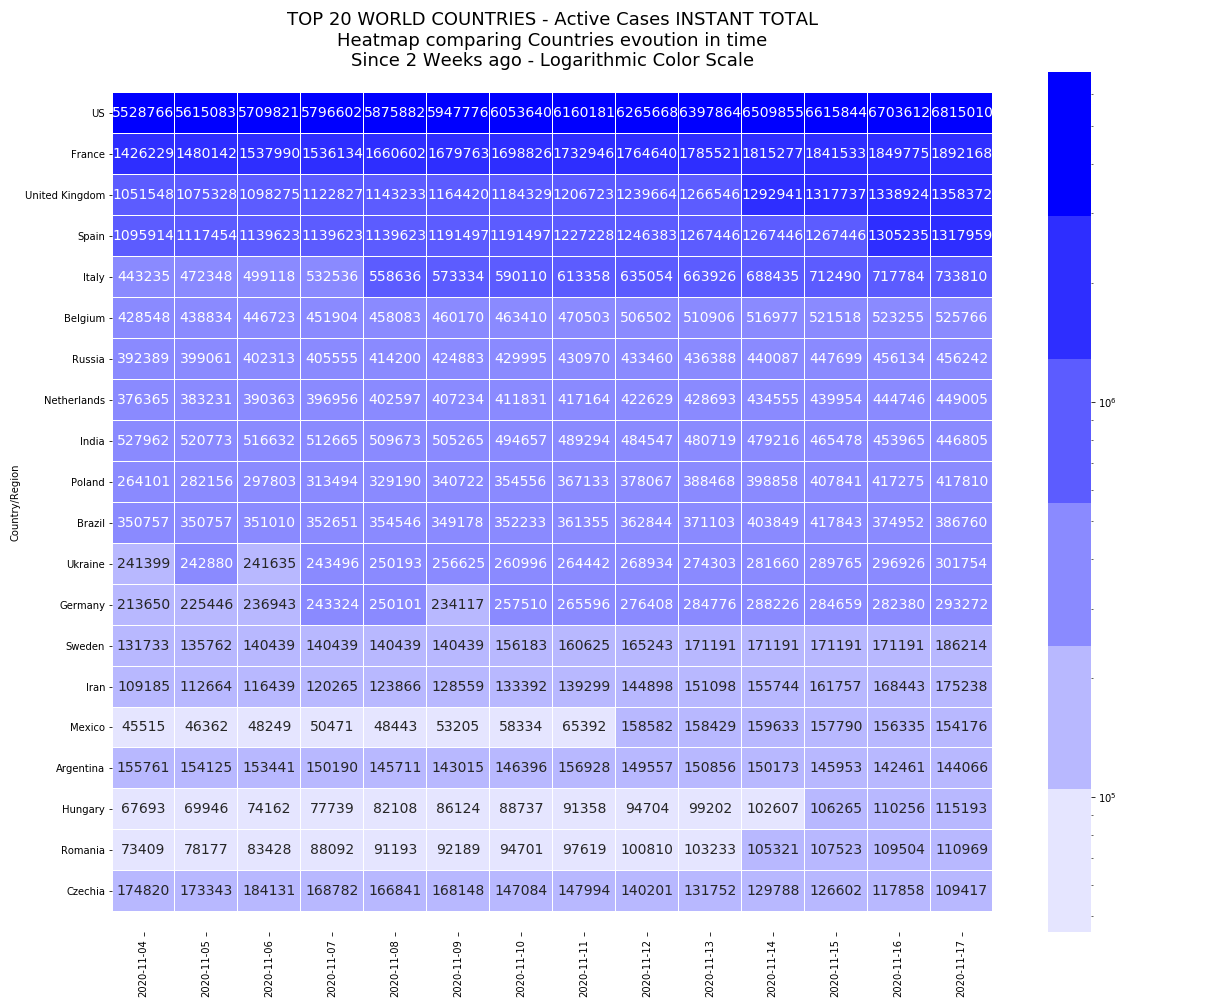 TOP 20 WORLD COUNTRIES - Active Cases INSTANT TOTAL
Heatmap comparing Countries evoution in time
Since 2 Weeks ago - Logarithmic Color Scale
US 5528766 5615083 5709821 5796602 5875882 5947776 6053640 6160181 6265668 6397864 6509855 6615844 6703612 6815010
France 1426229 1480142 1537990 1536134 1660602 1679763 1698826 1732946 1764640 1785521 1815277 1841533 1849775 1892168
United Kingdom 1051548 1075328 1098275 1122827 1143233 1164420 1184329 1206723 1239664 1266546 1292941 1317737 1338924 1358372
Spain 1095914 1117454 1139623 1139623 1139623 1191497 1191497 1227228 1246383 1267446 1267446 1267446 1305235 1317959
Italy 443235 472348 499118 532536 558636 573334 590110 613358 635054 663926 688435 712490 717784 733810
Belgium 428548 438834 446723 451904 458083 460170 463410 470503 506502 510906 516977 521518 523255 525766
Russia 392389 399061 402313 405555 414200 424883 429995 430970 433460 436388 440087 447699 456134 456242
Netherlands 376365 383231 390363 396956 402597 407234 411831 417164 422629 428693 434555 439954 444746 449005
India 527962 520773 516632 512665 509673 505265 494657 489294 484547 480719 479216 465478 453965 446805
Poland 264101 282156 297803 313494 329190 340722 354556 367133 378067 388468 398858 407841 417275 417810
Brazil 350757 350757 351010 352651 354546 349178 352233 361355 362844 371103 403849 417843 374952 386760
Ukraine 241399 242880 241635 243496 250193 256625 260996 264442 268934 274303 281660 289765 296926 301754
Germany 213650 225446 236943 243324 250101 234117 257510 265596 276408 284776 288226 284659 282380 293272
Sweden 131733 135762 140439 140439 140439 140439 156183 160625 165243 171191 171191 171191 171191 186214
Iran 109185 112664 116439 120265 123866 128559 133392 139299 144898 151098 155744 161757 168443 175238
Mexico 45515 46362 48249 50471 48443 53205 58334 65392 158582 158429 159633 157790 156335 154176
Argentina 155761 154125 153441 150190 145711 143015 146396 156928 149557 150856 150173 145953 142461 144066
Hungary 67693 69946 74162 77739 82108 86124 88737 91358 94704 99202 102607 106265 110256 115193
Romania 73409 78177 83428 88092 91193 92189 94701 97619 100810 103233 105321 107523 109504 110969
Czechia 174820 173343 184131 168782 166841 168148 147084 147994 140201 131752 129788 126602 117858 109417
2020-11-04 2020-11-05 2020-11-06 2020-11-07 2020-11-08 2020-11-09 2020-11-10 2020-11-11 2020-11-12 2020-11-13 2020-11-14 2020-11-15 2020-11-16 2020-11-17
Country/Region
10⁶
10⁵